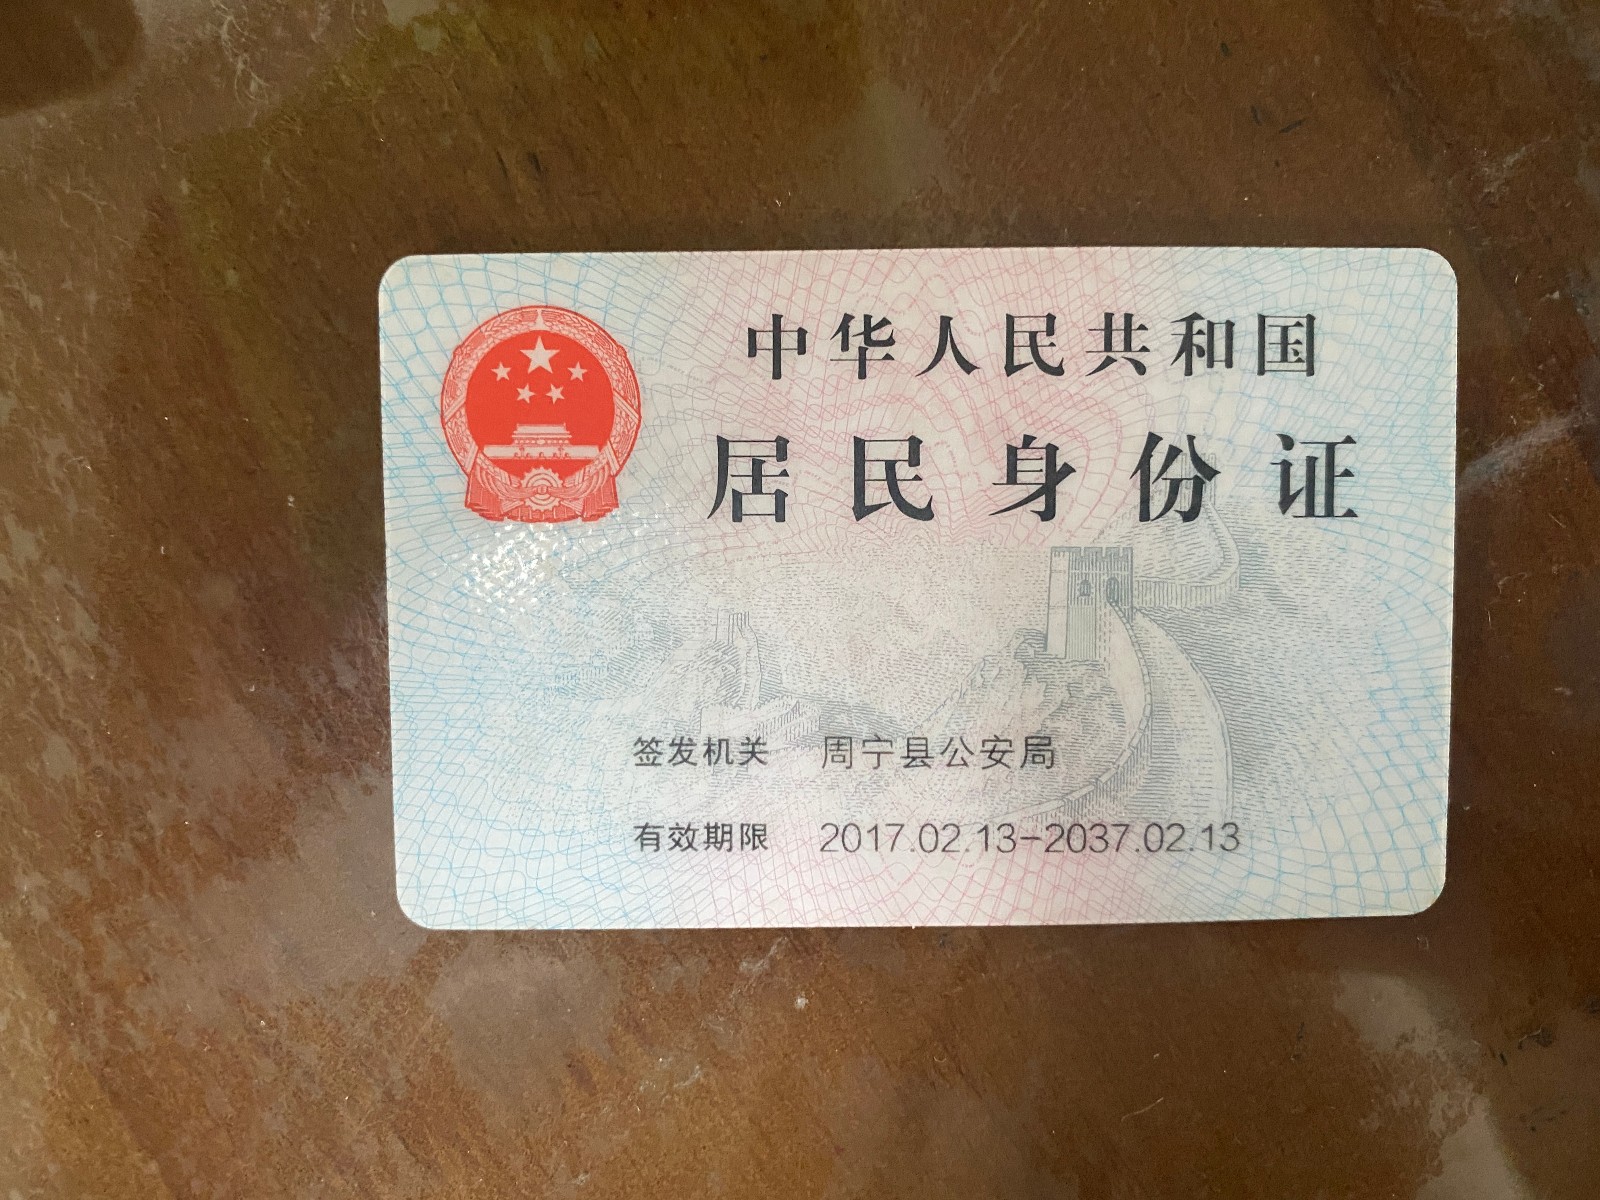 中华人民共和国
居民身份证
签发机关 周宁县公安局
有效期限 2017.02.13-2037.02.13